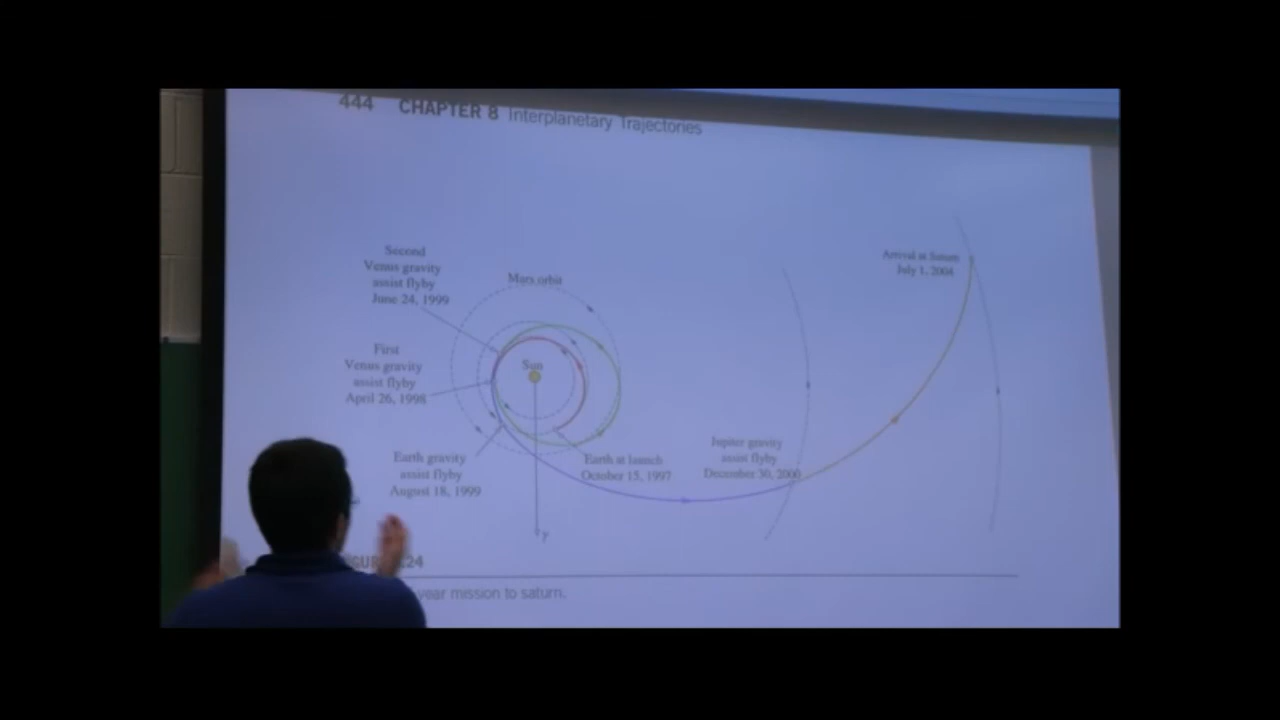 444 CHAPTER 8 Interplanetary Trajectories
Second
Venus gravity
assist flyby
June 24, 1999
Mars orbit
Arrival at Saturn
July 1, 2004
First
Venus gravity
assist flyby
April 26, 1998
Sun
Earth gravity
assist flyby
August 18, 1999
Earth at launch
October 15, 1997
Jupiter gravity
assist flyby
December 30, 2000
24
year mission to saturn.